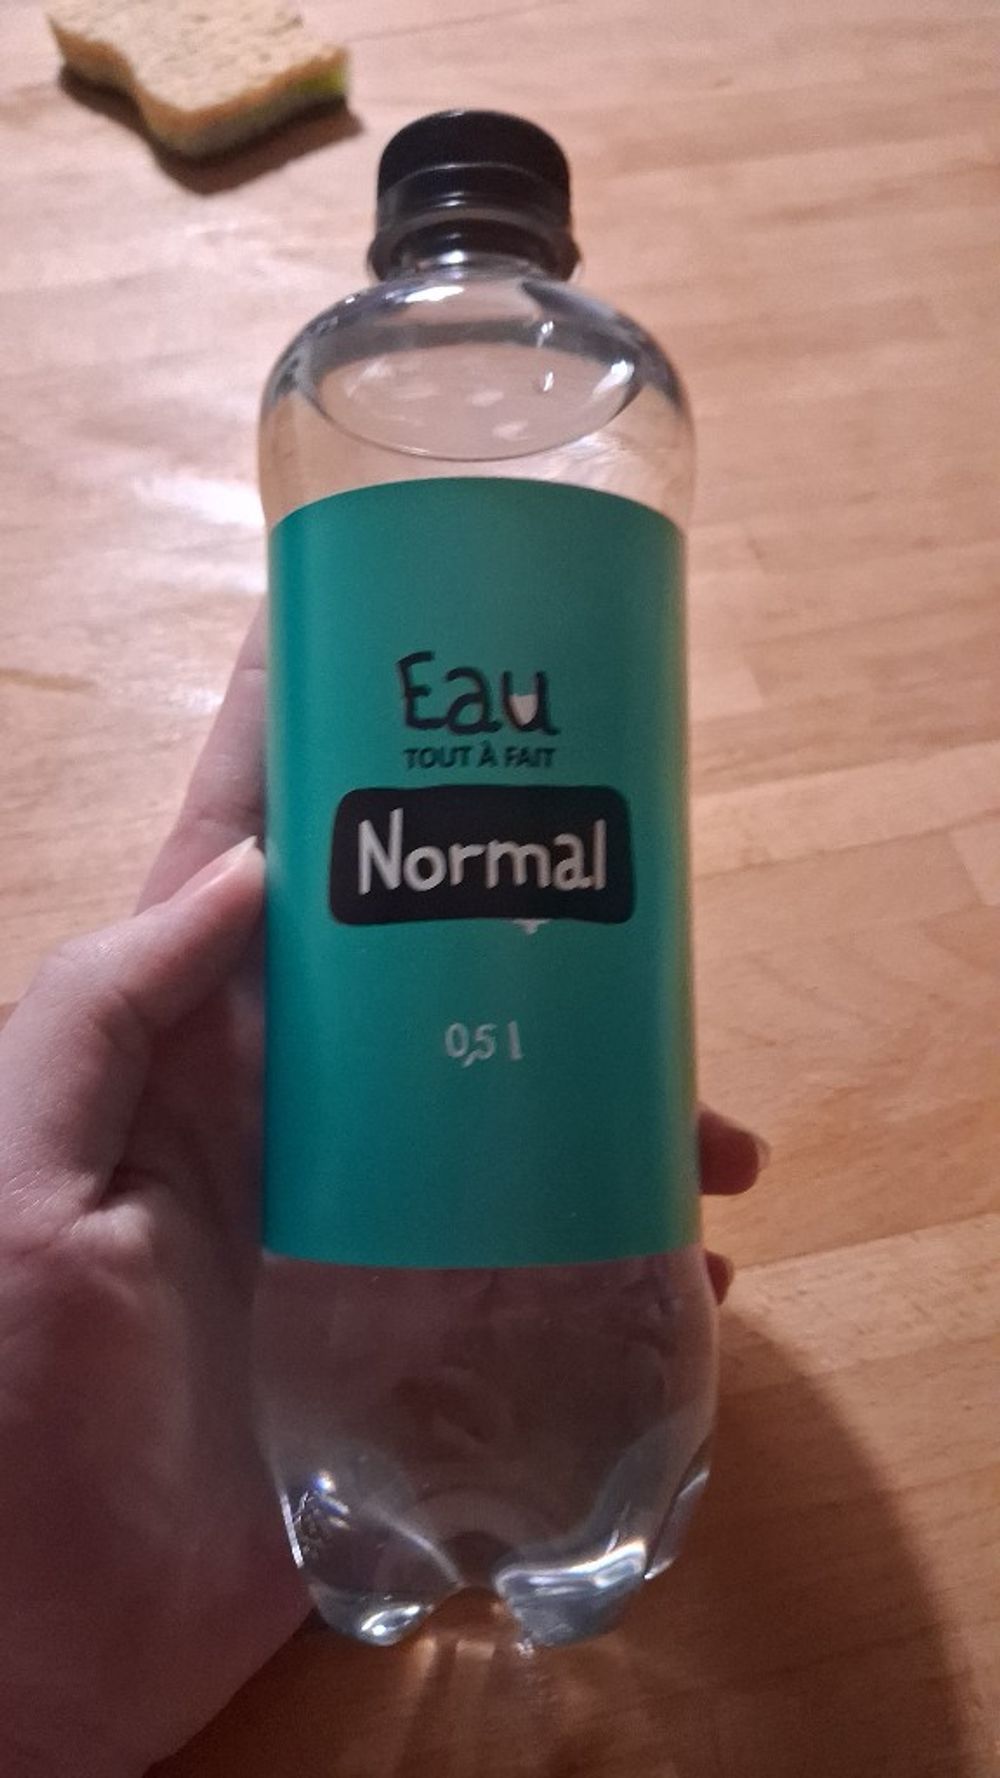 Eau
TOUT À FAIT
Normal
0,5 l